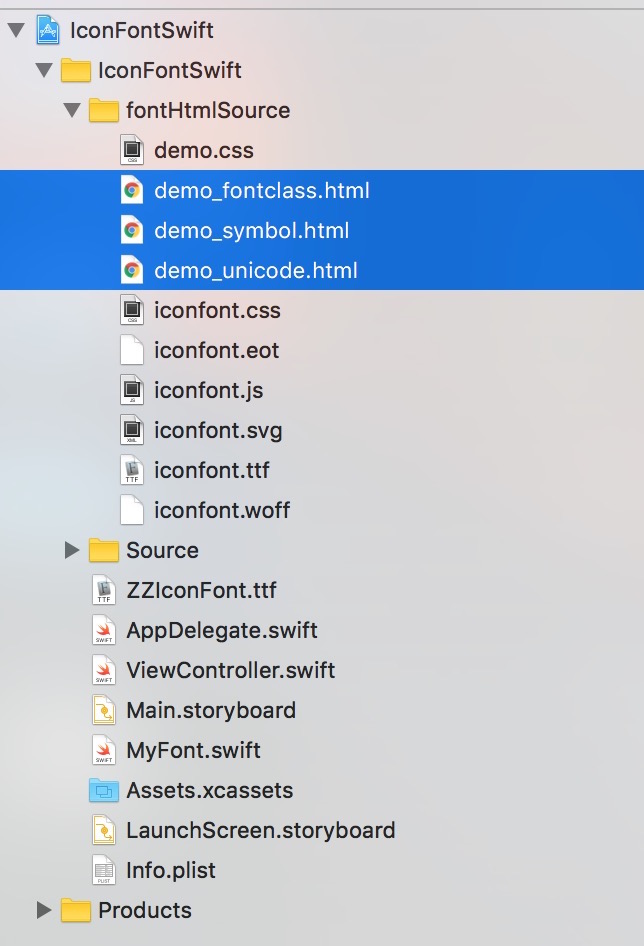 IconFontSwift
IconFontSwift
fontHtmlSource
demo.css
demo_fontclass.html
demo_symbol.html
demo_unicode.html
iconfont.css
iconfont.eot
iconfont.js
iconfont.svg
iconfont.ttf
iconfont.woff
Source
ZZIconFont.ttf
AppDelegate.swift
ViewController.swift
Main.storyboard
MyFont.swift
Assets.xcassets
LaunchScreen.storyboard
Info.plist
Products